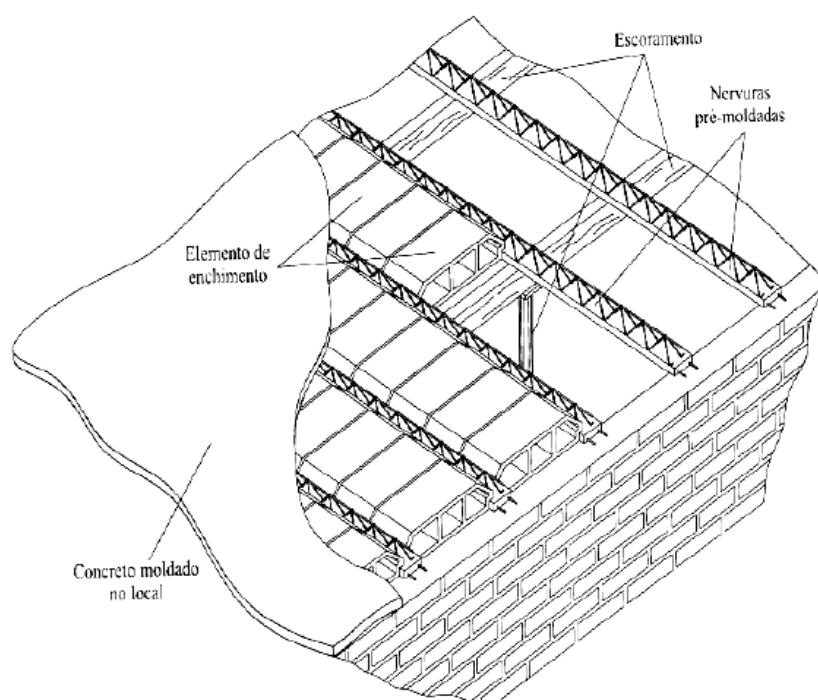 Escoramento
Nervuras
pré-moldadas
Elemento de
enchimento
Concreto moldado
no local